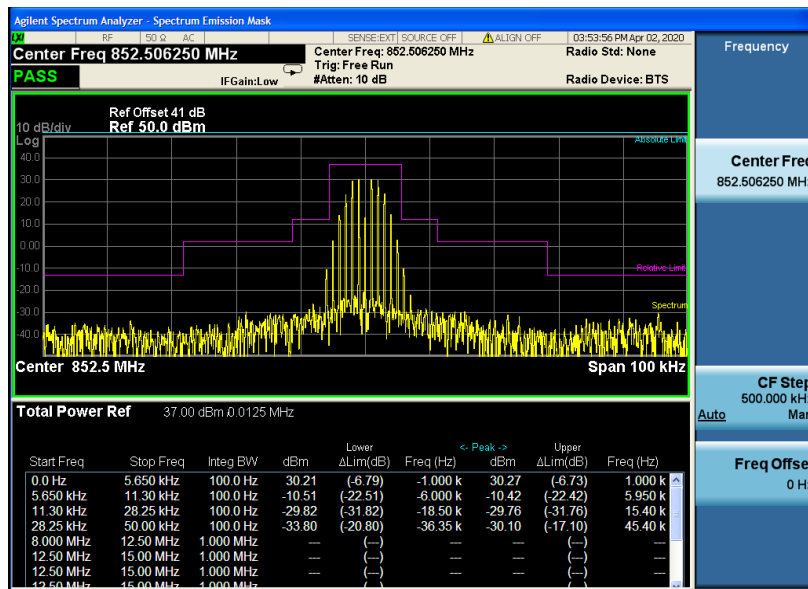 Agilent Spectrum Analyzer - Spectrum Emission Mask
LXI RF 50 Ω AC SENSE:EXT SOURCE OFF ALIGN OFF 03:53:56 PM Apr 02, 2020
Center Freq 852.506250 MHz Center Freq: 852.506250 MHz Radio Std: None
Trig: Free Run
PASS IFGain:Low #Atten: 10 dB Radio Device: BTS
Ref Offset 41 dB
10 dB/div Ref 50.0 dBm
Log Absolute Limit
40.0
30.0
20.0
10.0
0.00
-10.0 Relative Limit
-20.0
-30.0 Spectrum
-40.0
Center 852.5 MHz Span 100 kHz
Total Power Ref 37.00 dBm / 0.0125 MHz
Lower <- Peak -> Upper
Start Freq Stop Freq Integ BW dBm ΔLim(dB) Freq (Hz) dBm ΔLim(dB) Freq (Hz)
0.0 Hz 5.650 kHz 100.0 Hz 30.21 (-6.79) -1.000 k 30.27 (-6.73) 1.000 k
5.650 kHz 11.30 kHz 100.0 Hz -10.51 (-22.51) -6.000 k -10.42 (-22.42) 5.950 k
11.30 kHz 28.25 kHz 100.0 Hz -29.82 (-31.82) -18.50 k -29.76 (-31.76) 15.40 k
28.25 kHz 50.00 kHz 100.0 Hz -33.80 (-20.80) -36.35 k -30.10 (-17.10) 45.40 k
8.000 MHz 12.50 MHz 1.000 MHz --- (---) --- --- (---) ---
12.50 MHz 15.00 MHz 1.000 MHz --- (---) --- --- (---) ---
12.50 MHz 15.00 MHz 1.000 MHz --- (---) --- --- (---) ---
12.50 MHz 15.00 MHz 1.000 MHz --- (---) --- --- (---) ---
Frequency
Center Freq
852.506250 MHz
CF Step
500.000 kHz
Auto Man
Freq Offset
0 Hz